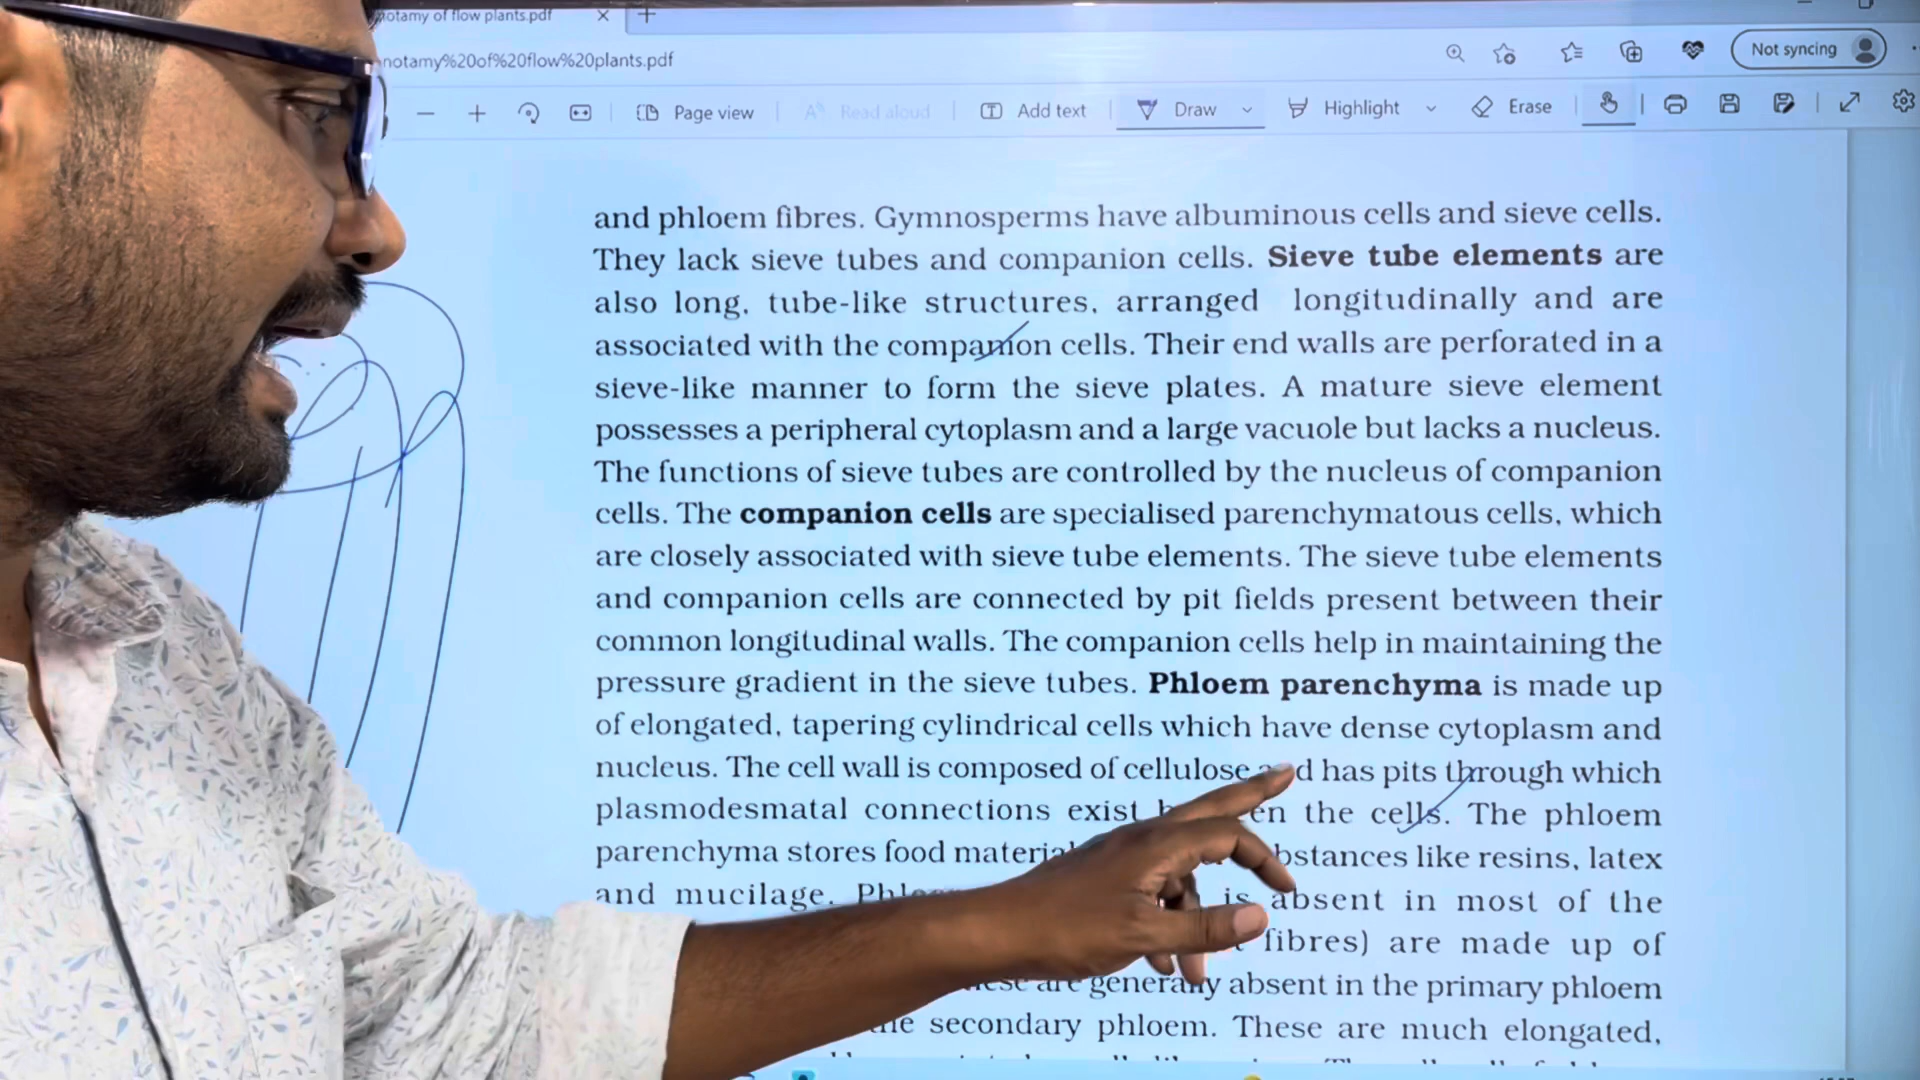 notamy of flow plants.pdf
notamy%20of%20flow%20plants.pdf
Not syncing
Page view
Read aloud
Add text
Draw
Highlight
Erase
and phloem fibres. Gymnosperms have albuminous cells and sieve cells.
They lack sieve tubes and companion cells. Sieve tube elements are
also long, tube-like structures, arranged longitudinally and are
associated with the companion cells. Their end walls are perforated in a
sieve-like manner to form the sieve plates. A mature sieve element
possesses a peripheral cytoplasm and a large vacuole but lacks a nucleus.
The functions of sieve tubes are controlled by the nucleus of companion
cells. The companion cells are specialised parenchymatous cells, which
are closely associated with sieve tube elements. The sieve tube elements
and companion cells are connected by pit fields present between their
common longitudinal walls. The companion cells help in maintaining the
pressure gradient in the sieve tubes. Phloem parenchyma is made up
of elongated, tapering cylindrical cells which have dense cytoplasm and
nucleus. The cell wall is composed of cellulose and has pits through which
plasmodesmatal connections exist between the cells. The phloem
parenchyma stores food material substances like resins, latex
and mucilage. is absent in most of the
fibres) are made up of
These are generally absent in the primary phloem
the secondary phloem. These are much elongated,